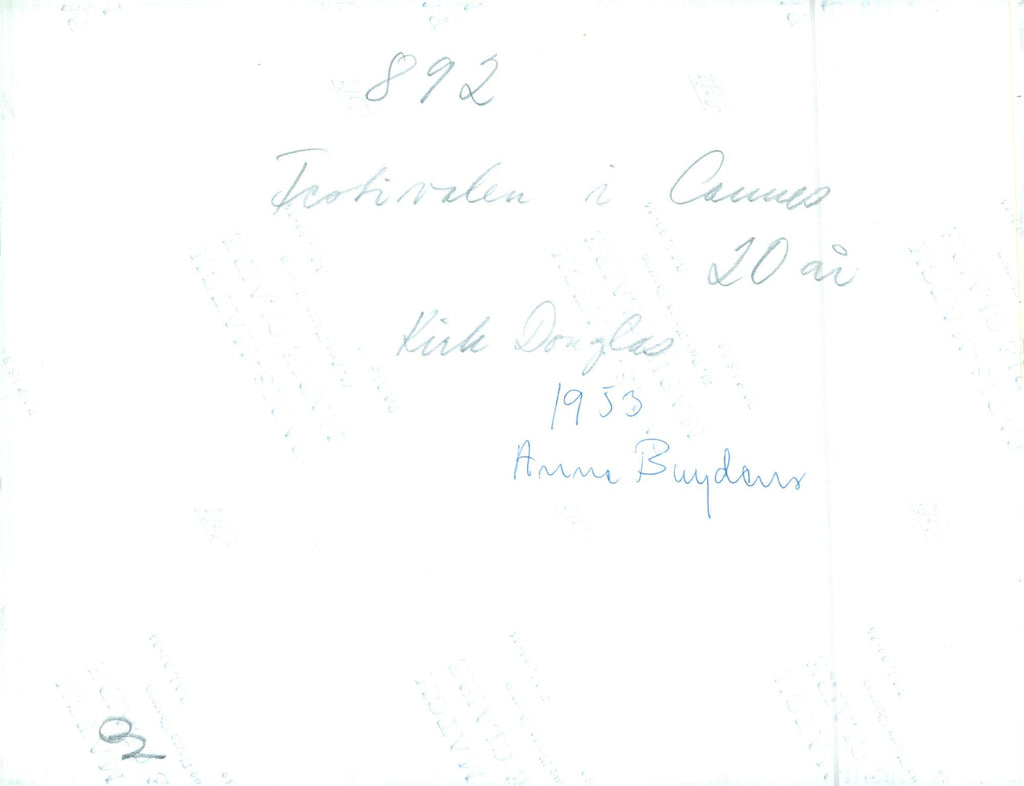 892
Festivalen i Cannes
20 år
Kirk Douglas
1953
Anne Buydens